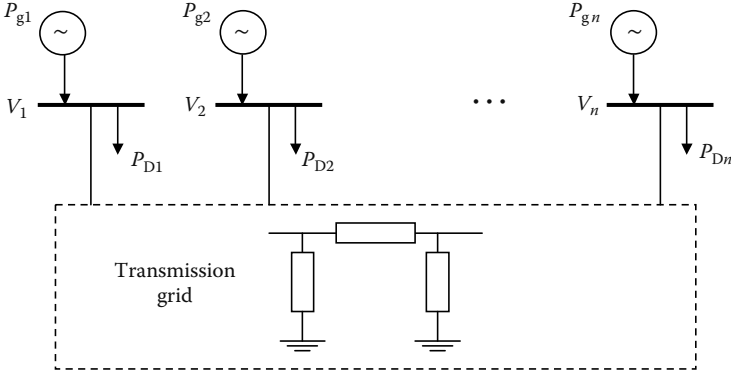 Pg1
~
Pg2
~
Pgn
~
V1
V2
...
Vn
PD1
PD2
PDn
Transmission
grid